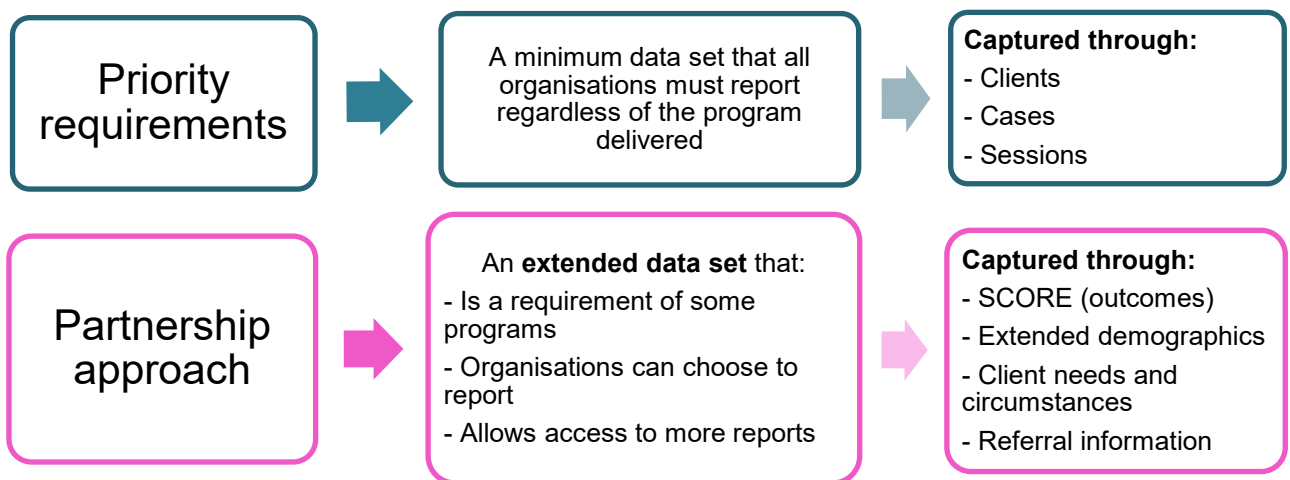 Priority
requirements
A minimum data set that all
organisations must report
regardless of the program
delivered
Captured through:
- Clients
- Cases
- Sessions
Partnership
approach
An extended data set that:
- Is a requirement of some
programs
- Organisations can choose to
report
- Allows access to more reports
Captured through:
- SCORE (outcomes)
- Extended demographics
- Client needs and
circumstances
- Referral information